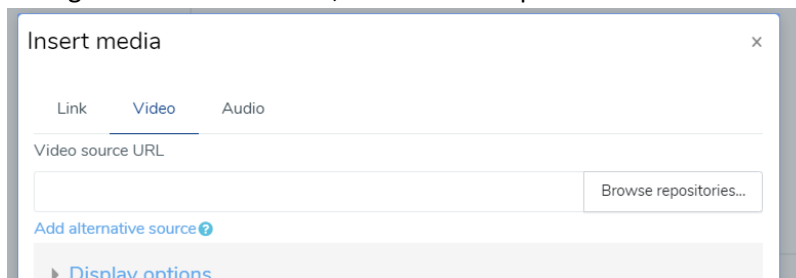 Insert media ×
Link Video Audio
Video source URL
Browse repositories...
Add alternative source ?
Display options